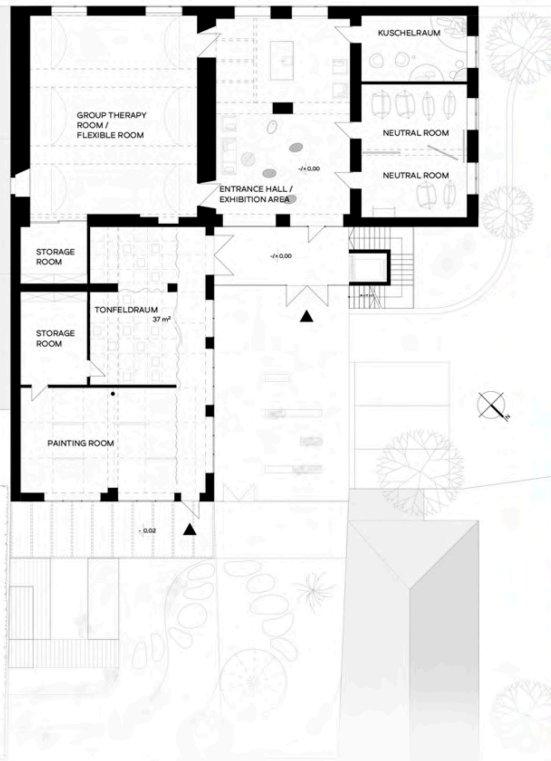 KUSCHELRAUM
GROUP THERAPY
ROOM /
FLEXIBLE ROOM
NEUTRAL ROOM
-/+ 0,00
NEUTRAL ROOM
ENTRANCE HALL /
EXHIBITION AREA
STORAGE
ROOM
-/+ 0,00
TONFELDRAUM
37 m²
STORAGE
ROOM
PAINTING ROOM
N
- 0,02